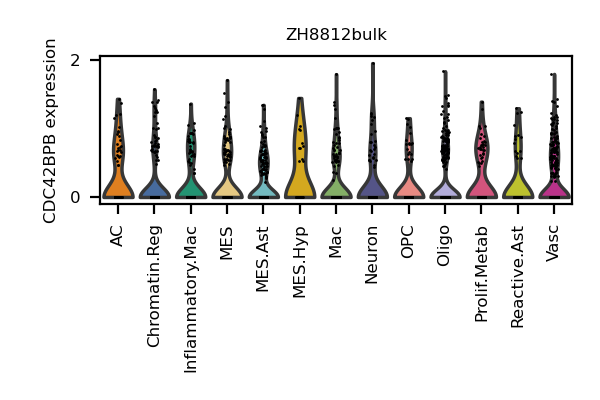 ZH8812bulk
CDC42BPB expression
2
0
AC
Chromatin.Reg
Inflammatory.Mac
MES
MES.Ast
MES.Hyp
Mac
Neuron
OPC
Oligo
Prolif.Metab
Reactive.Ast
Vasc